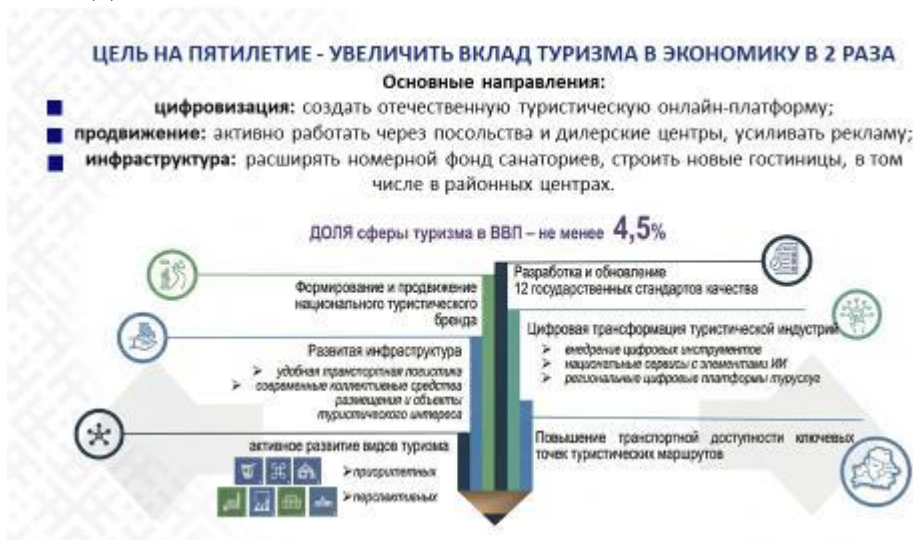 ЦЕЛЬ НА ПЯТИЛЕТИЕ - УВЕЛИЧИТЬ ВКЛАД ТУРИЗМА В ЭКОНОМИКУ В 2 РАЗА
Основные направления:
цифровизация: создать отечественную туристическую онлайн-платформу;
продвижение: активно работать через посольства и дилерские центры, усиливать рекламу;
инфраструктура: расширять номерной фонд санаториев, строить новые гостиницы, в том
числе в районных центрах.
ДОЛЯ сферы туризма в ВВП – не менее 4,5%
Формирование и продвижение
национального туристического
бренда
Развитая инфраструктура
➢ удобная транспортная логистика
➢ современные коллективные средства
размещения и объекты
туристического интереса
активное развитие видов туризма
➢приоритетных
➢перспективных
Разработка и обновление
12 государственных стандартов качества
Цифровая трансформация туристической индустрии
➢ внедрение цифровых инструментов
➢ национальные сервисы с элементами ИИ
➢ региональные цифровые платформы туруслуг
Повышение транспортной доступности ключевых
точек туристических маршрутов